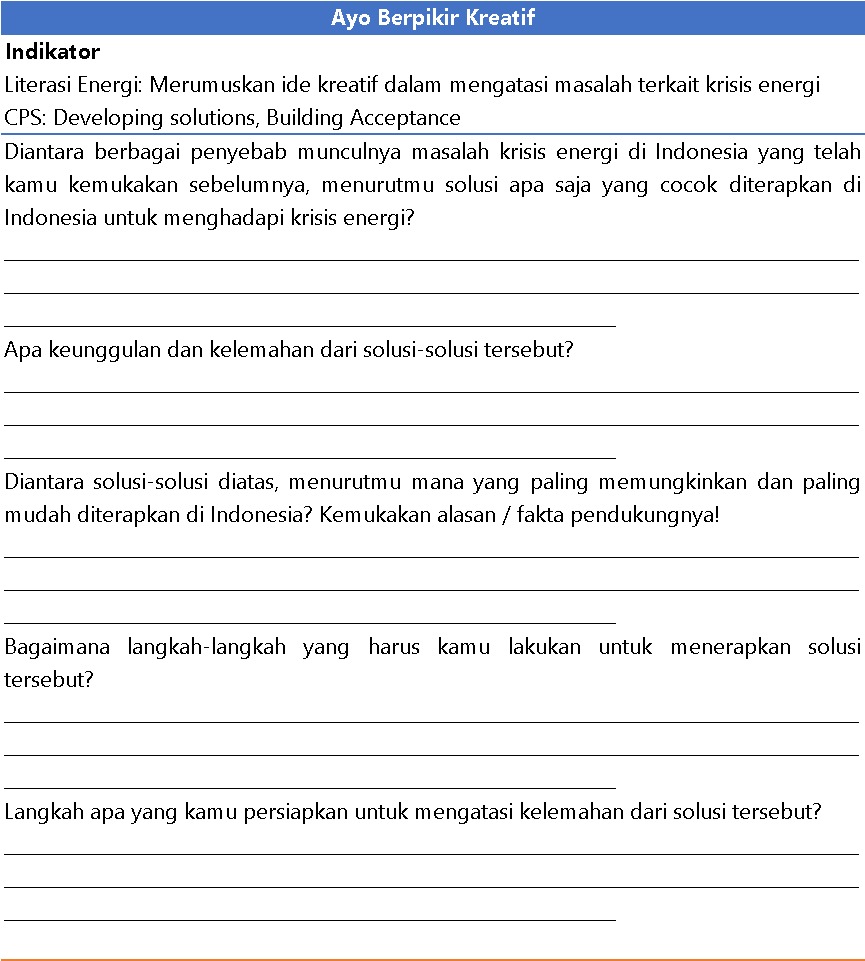 Ayo Berpikir Kreatif
Indikator
Literasi Energi: Merumuskan ide kreatif dalam mengatasi masalah terkait krisis energi
CPS: Developing solutions, Building Acceptance
Diantara berbagai penyebab munculnya masalah krisis energi di Indonesia yang telah
kamu kemukakan sebelumnya, menurutmu solusi apa saja yang cocok diterapkan di
Indonesia untuk menghadapi krisis energi?
Apa keunggulan dan kelemahan dari solusi-solusi tersebut?
Diantara solusi-solusi diatas, menurutmu mana yang paling memungkinkan dan paling
mudah diterapkan di Indonesia? Kemukakan alasan / fakta pendukungnya!
Bagaimana langkah-langkah yang harus kamu lakukan untuk menerapkan solusi
tersebut?
Langkah apa yang kamu persiapkan untuk mengatasi kelemahan dari solusi tersebut?